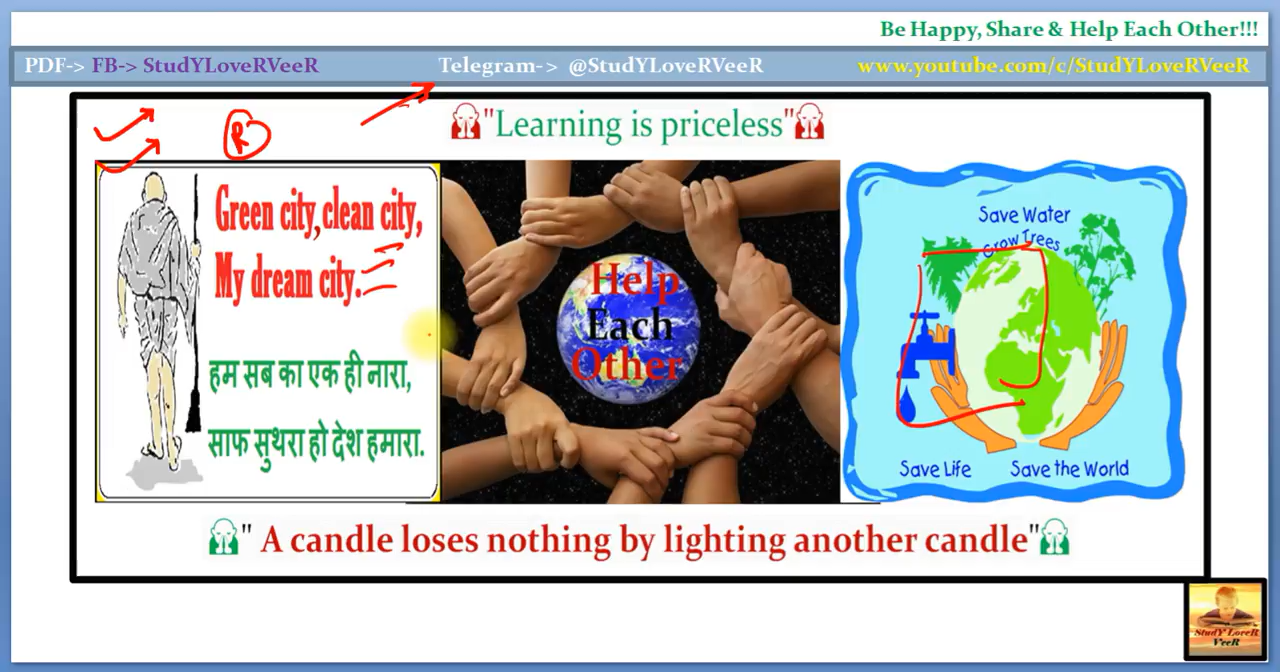 Be Happy, Share & Help Each Other!!!
PDF-> FB-> StudYLoveRVeeR Telegram-> @StudYLoveRVeeR www.youtube.com/c/StudYLoveRVeeR
"Learning is priceless"
R
Green city, clean city,
My dream city.
हम सब का एक ही नारा,
साफ सुथरा हो देश हमारा.
Help
Each
Other
Save Water
Grow Trees
Save Life Save the World
" A candle loses nothing by lighting another candle"
StudY LoveR
VeeR